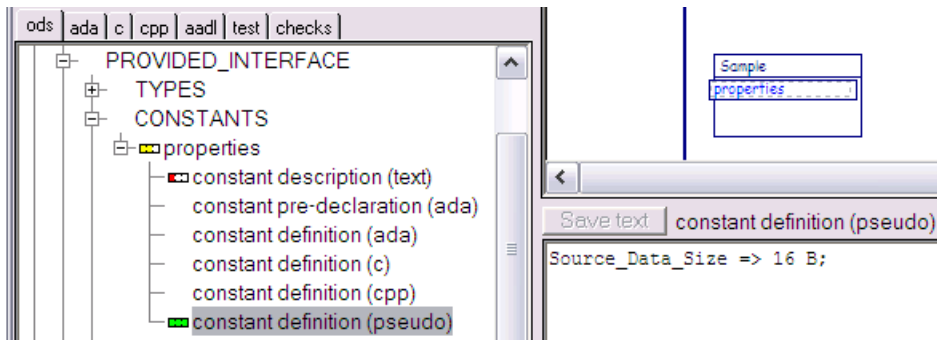 ods ada c cpp aadl test checks
PROVIDED_INTERFACE
TYPES
CONSTANTS
properties
constant description (text)
constant pre-declaration (ada)
constant definition (ada)
constant definition (c)
constant definition (cpp)
constant definition (pseudo)
Sample
properties
Save text constant definition (pseudo)
Source_Data_Size => 16 B;